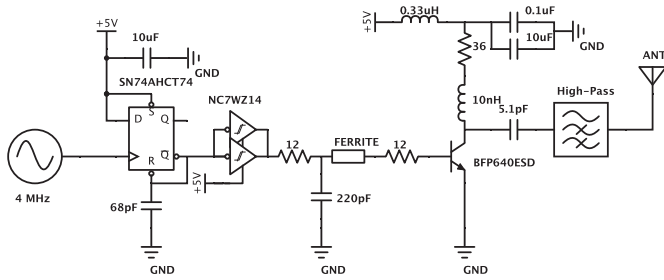 0.33uH
0.1uF
+5V
+5V
10uF
10uF
36
GND
GND
ANT
SN74AHCT74
NC7WZ14
10nH
High-Pass
5.1pF
S
D
Q
12
FERRITE
12
R
Q
BFP640ESD
4 MHz
+5V
68pF
220pF
GND
GND
GND